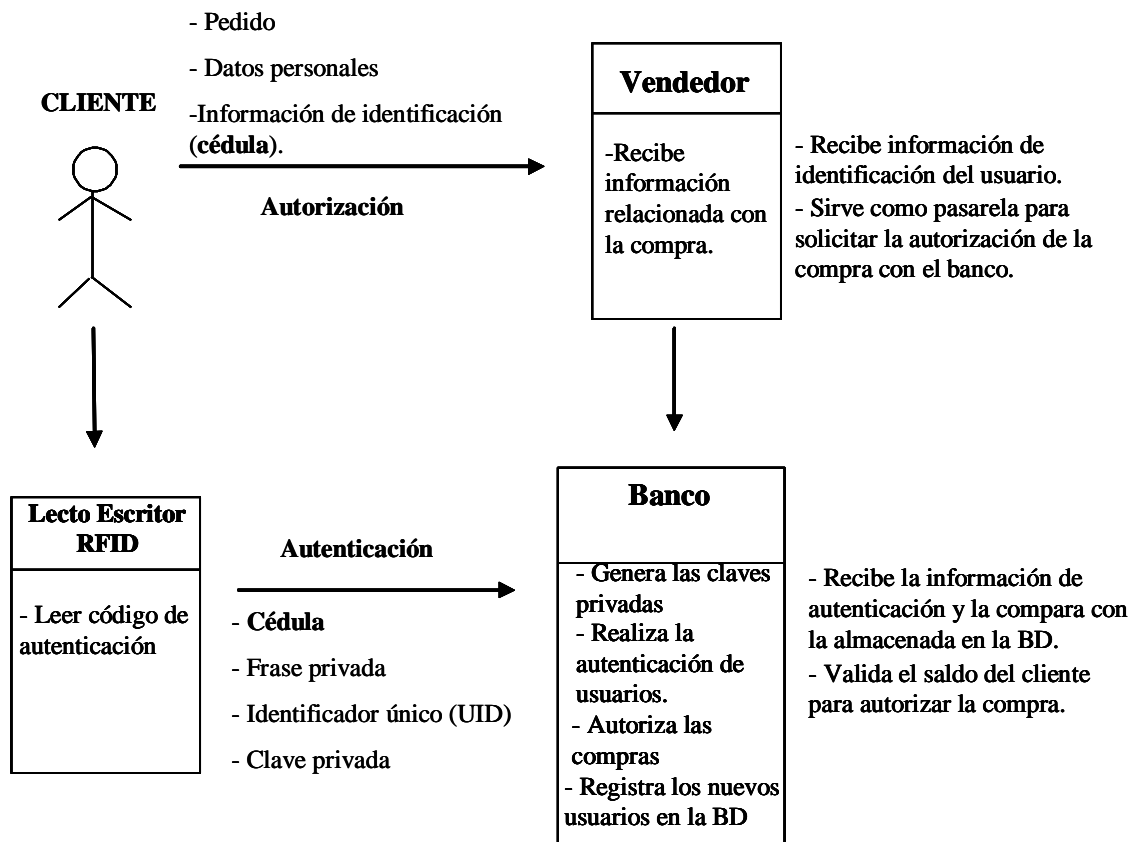 - Pedido
- Datos personales
-Información de identificación
(cédula).
CLIENTE
Autorización
Vendedor
-Recibe
información
relacionada con
la compra.
- Recibe información de
identificación del usuario.
- Sirve como pasarela para
solicitar la autorización de la
compra con el banco.
Lecto Escritor
RFID
- Leer código de
autenticación
Autenticación
- Cédula
- Frase privada
- Identificador único (UID)
- Clave privada
Banco
- Genera las claves
privadas
- Realiza la
autenticación de
usuarios.
- Autoriza las
compras
- Registra los nuevos
usuarios en la BD
- Recibe la información de
autenticación y la compara con
la almacenada en la BD.
- Valida el saldo del cliente
para autorizar la compra.